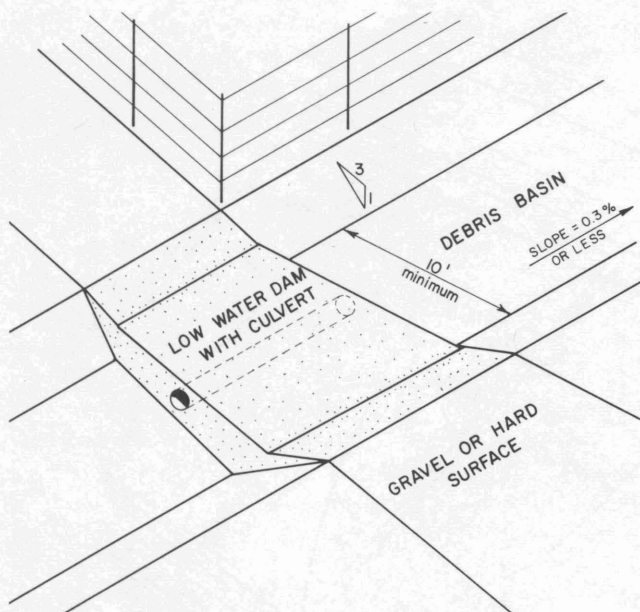 3
1
DEBRIS BASIN
SLOPE = 0.3%
OR LESS
10'
minimum
LOW WATER DAM
WITH CULVERT
GRAVEL OR HARD
SURFACE